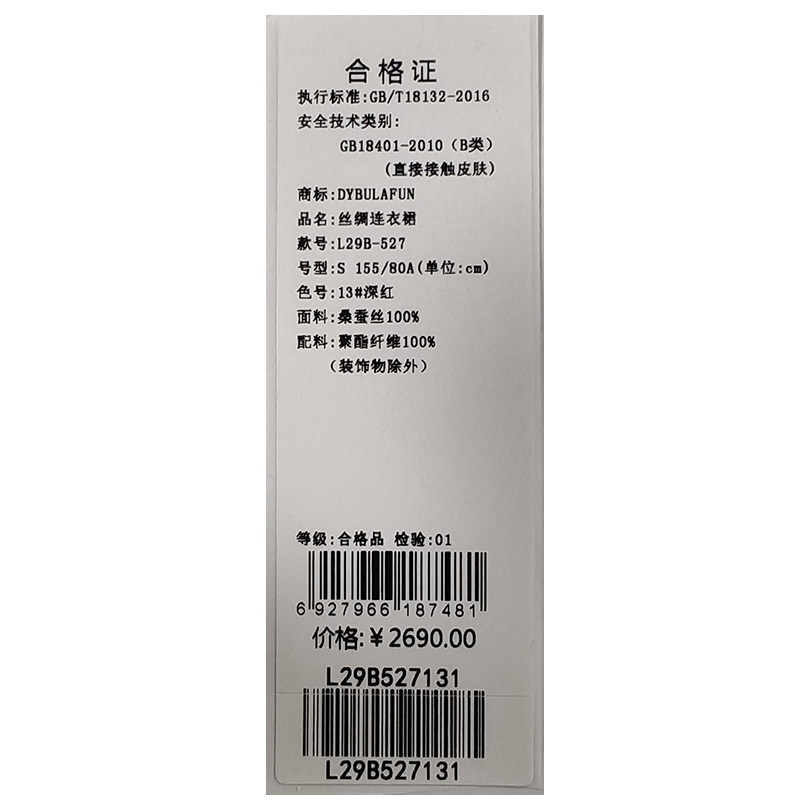 合格证
执行标准:GB/T18132-2016
安全技术类别:
GB18401-2010（B类）
(直接接触皮肤)
商标:DYBULAFUN
品名:丝绸连衣裙
款号:L29B-527
号型:S 155/80A(单位:cm)
色号:13#深红
面料:桑蚕丝100%
配料:聚酯纤维100%
（装饰物除外）
等级:合格品 检验:01
6 927966 187481
价格:￥2690.00
L29B527131
L29B527131